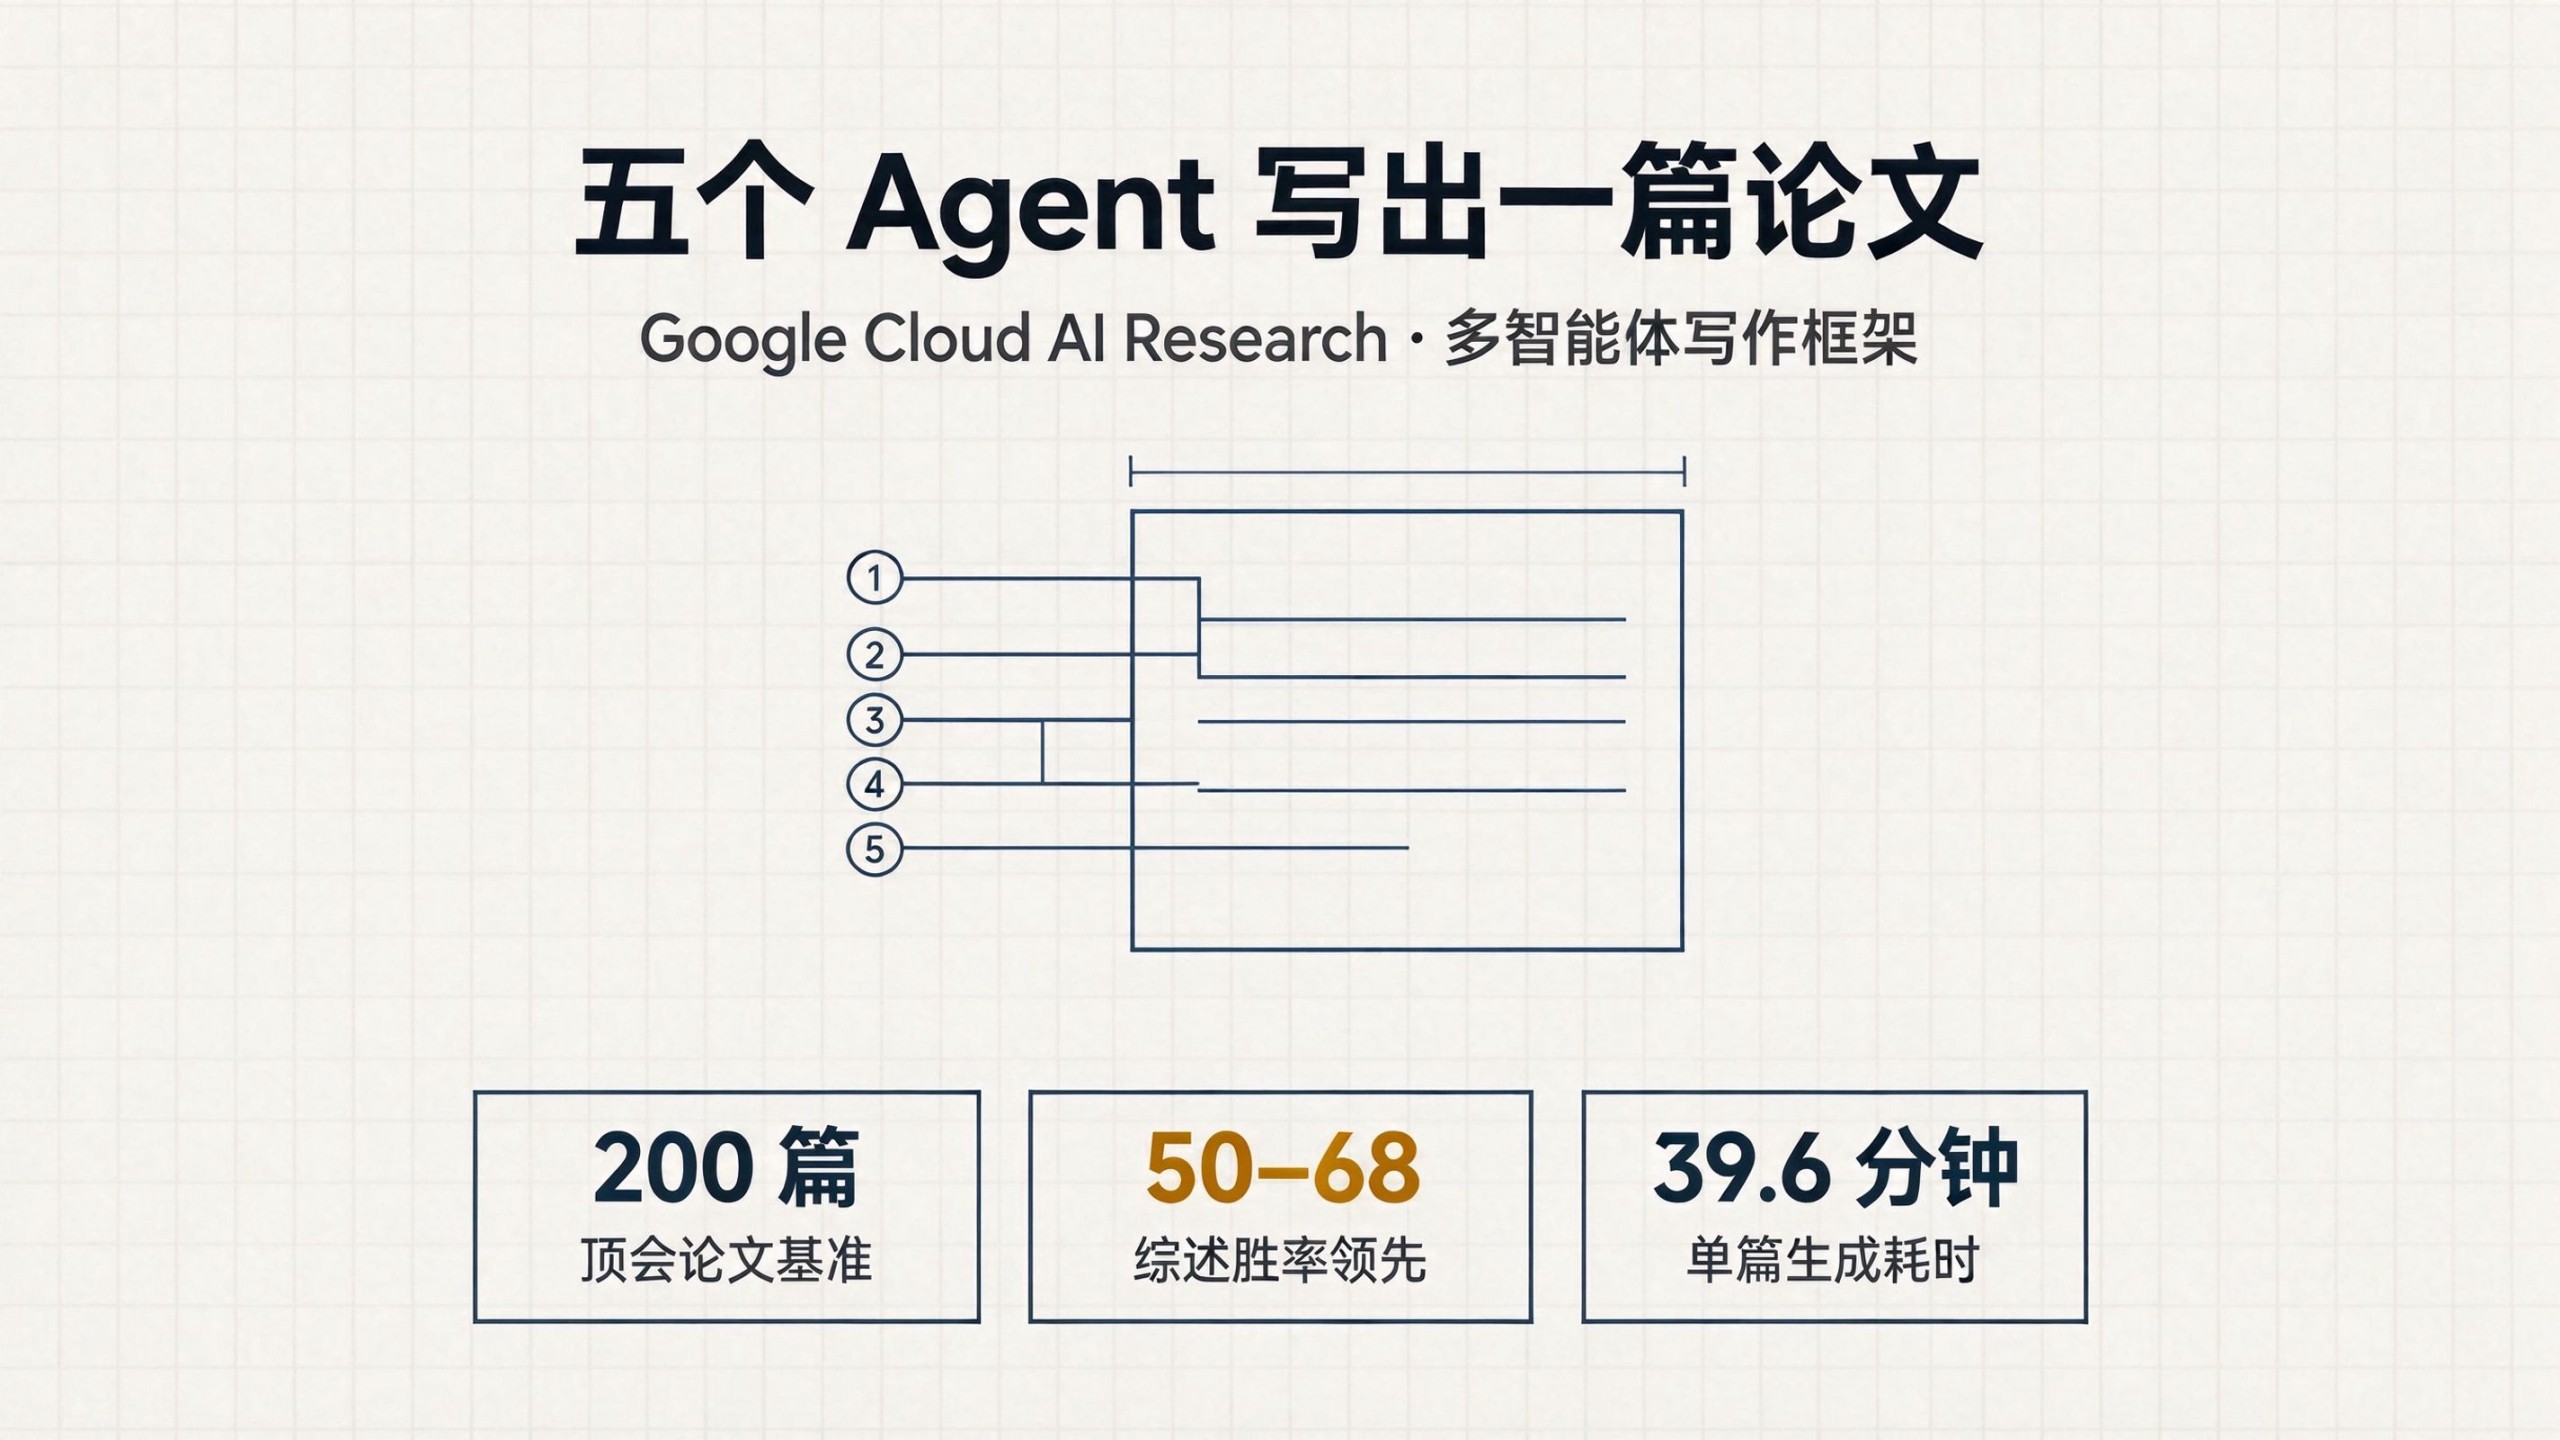 五个 Agent 写出一篇论文
Google Cloud AI Research · 多智能体写作框架
1
2
3
4
5
200 篇
顶会论文基准
50–68
综述胜率领先
39.6 分钟
单篇生成耗时